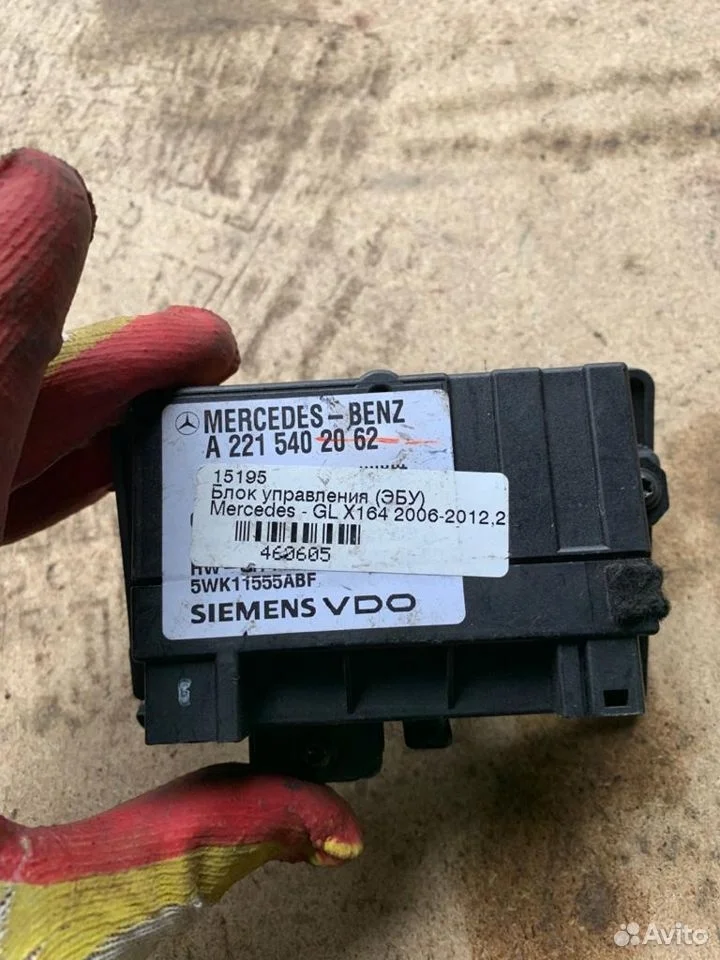 MERCEDES-BENZ
A 221 540 20 62
15195
Блок управления (ЭБУ)
Mercedes - GL X164 2006-2012,2
460605
5WK11555ABF
SIEMENS VDO
Avito